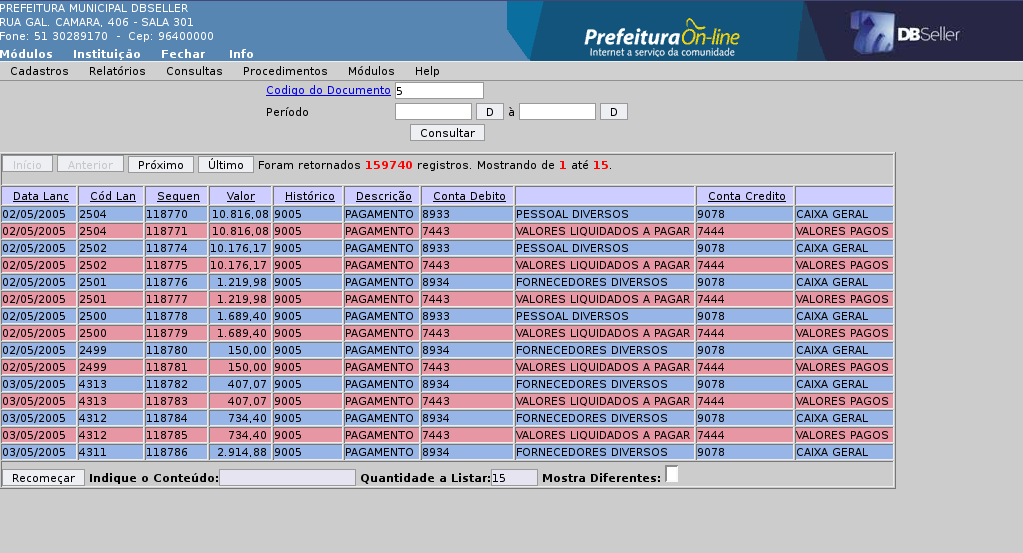 PREFEITURA MUNICIPAL DBSELLER
RUA GAL. CAMARA, 406 - SALA 301
Fone: 51 30289170 - Cep: 96400000
PrefeituraOn-line
Internet a serviço da comunidade
DBSeller
Módulos Instituição Fechar Info
Cadastros Relatórios Consultas Procedimentos Módulos Help
Codigo do Documento 5
Período D à D
Consultar
Início Anterior Próximo Último Foram retornados 159740 registros. Mostrando de 1 até 15.
Data Lanc Cód Lan Sequen Valor Histórico Descrição Conta Debito Conta Credito
02/05/2005 2504 118770 10.816,08 9005 PAGAMENTO 8933 PESSOAL DIVERSOS 9078 CAIXA GERAL
02/05/2005 2504 118771 10.816,08 9005 PAGAMENTO 7443 VALORES LIQUIDADOS A PAGAR 7444 VALORES PAGOS
02/05/2005 2502 118774 10.176,17 9005 PAGAMENTO 8933 PESSOAL DIVERSOS 9078 CAIXA GERAL
02/05/2005 2502 118775 10.176,17 9005 PAGAMENTO 7443 VALORES LIQUIDADOS A PAGAR 7444 VALORES PAGOS
02/05/2005 2501 118776 1.219,98 9005 PAGAMENTO 8934 FORNECEDORES DIVERSOS 9078 CAIXA GERAL
02/05/2005 2501 118777 1.219,98 9005 PAGAMENTO 7443 VALORES LIQUIDADOS A PAGAR 7444 VALORES PAGOS
02/05/2005 2500 118778 1.689,40 9005 PAGAMENTO 8933 PESSOAL DIVERSOS 9078 CAIXA GERAL
02/05/2005 2500 118779 1.689,40 9005 PAGAMENTO 7443 VALORES LIQUIDADOS A PAGAR 7444 VALORES PAGOS
02/05/2005 2499 118780 150,00 9005 PAGAMENTO 8934 FORNECEDORES DIVERSOS 9078 CAIXA GERAL
02/05/2005 2499 118781 150,00 9005 PAGAMENTO 7443 VALORES LIQUIDADOS A PAGAR 7444 VALORES PAGOS
03/05/2005 4313 118782 407,07 9005 PAGAMENTO 8934 FORNECEDORES DIVERSOS 9078 CAIXA GERAL
03/05/2005 4313 118783 407,07 9005 PAGAMENTO 7443 VALORES LIQUIDADOS A PAGAR 7444 VALORES PAGOS
03/05/2005 4312 118784 734,40 9005 PAGAMENTO 8934 FORNECEDORES DIVERSOS 9078 CAIXA GERAL
03/05/2005 4312 118785 734,40 9005 PAGAMENTO 7443 VALORES LIQUIDADOS A PAGAR 7444 VALORES PAGOS
03/05/2005 4311 118786 2.914,88 9005 PAGAMENTO 8934 FORNECEDORES DIVERSOS 9078 CAIXA GERAL
Recomeçar Indique o Conteúdo: Quantidade a Listar: 15 Mostra Diferentes: